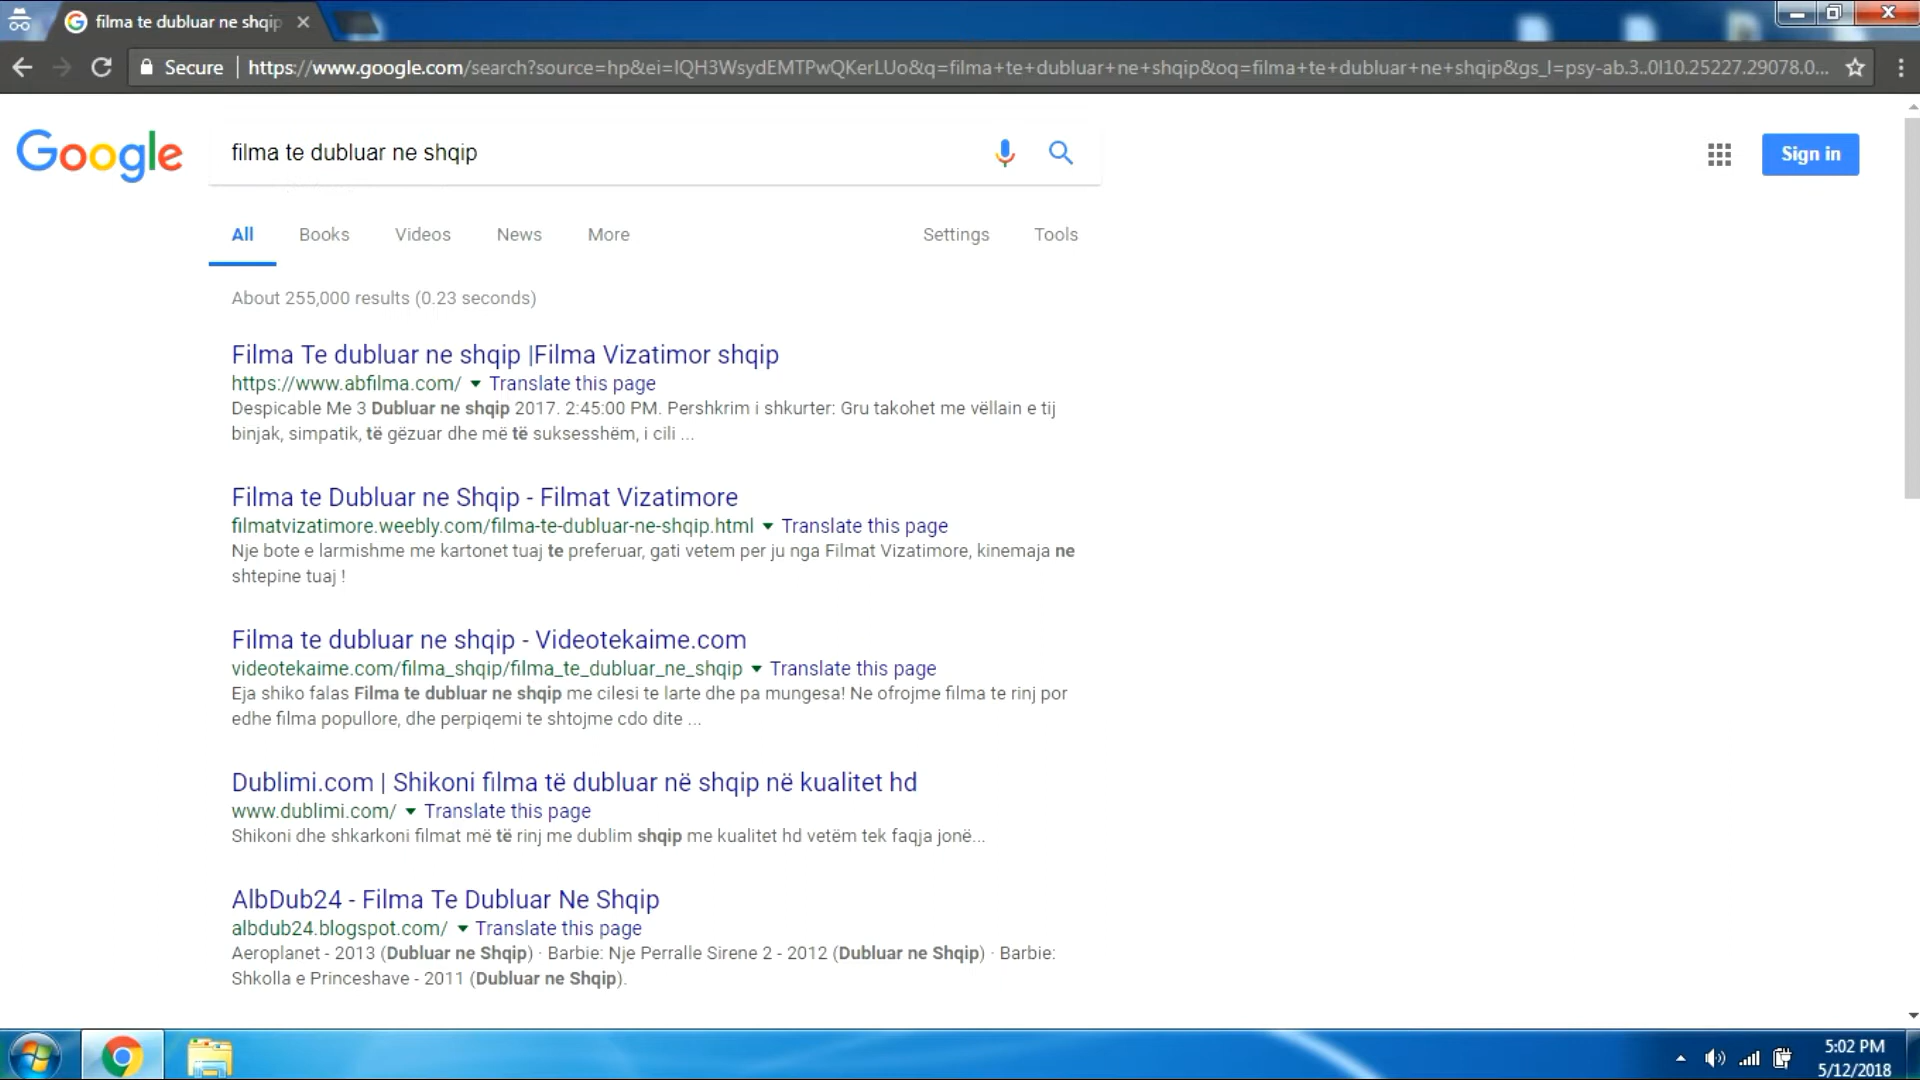 filma te dubluar ne shqip
Secure
https://www.google.com/search?source=hp&ei=IQH3WsydEMTPwQKerLUo&q=filma+te+dubluar+ne+shqip&oq=filma+te+dubluar+ne+shqip&gs_l=psy-ab.3..0l10.25227.29078.0...
Google
filma te dubluar ne shqip
Sign in
All Books Videos News More Settings Tools
About 255,000 results (0.23 seconds)
Filma Te dubluar ne shqip |Filma Vizatimor shqip
https://www.abfilma.com/ Translate this page
Despicable Me 3 Dubluar ne shqip 2017. 2:45:00 PM. Pershkrim i shkurter: Gru takohet me vëllain e tij
binjak, simpatik, të gëzuar dhe më të suksesshëm, i cili ...
Filma te Dubluar ne Shqip - Filmat Vizatimore
filmatvizatimore.weebly.com/filma-te-dubluar-ne-shqip.html Translate this page
Nje bote e larmishme me kartonet tuaj te preferuar, gati vetem per ju nga Filmat Vizatimore, kinemaja ne
shtepine tuaj !
Filma te dubluar ne shqip - Videotekaime.com
videotekaime.com/filma_shqip/filma_te_dubluar_ne_shqip Translate this page
Eja shiko falas Filma te dubluar ne shqip me cilesi te larte dhe pa mungesa! Ne ofrojme filma te rinj por
edhe filma popullore, dhe perpiqemi te shtojme cdo dite ...
Dublimi.com | Shikoni filma të dubluar në shqip në kualitet hd
www.dublimi.com/ Translate this page
Shikoni dhe shkarkoni filmat më të rinj me dublim shqip me kualitet hd vetëm tek faqja jonë...
AlbDub24 - Filma Te Dubluar Ne Shqip
albdub24.blogspot.com/ Translate this page
Aeroplanet - 2013 (Dubluar ne Shqip) · Barbie: Nje Perralle Sirene 2 - 2012 (Dubluar ne Shqip) · Barbie:
Shkolla e Princeshave - 2011 (Dubluar ne Shqip).
5:02 PM
5/12/2018